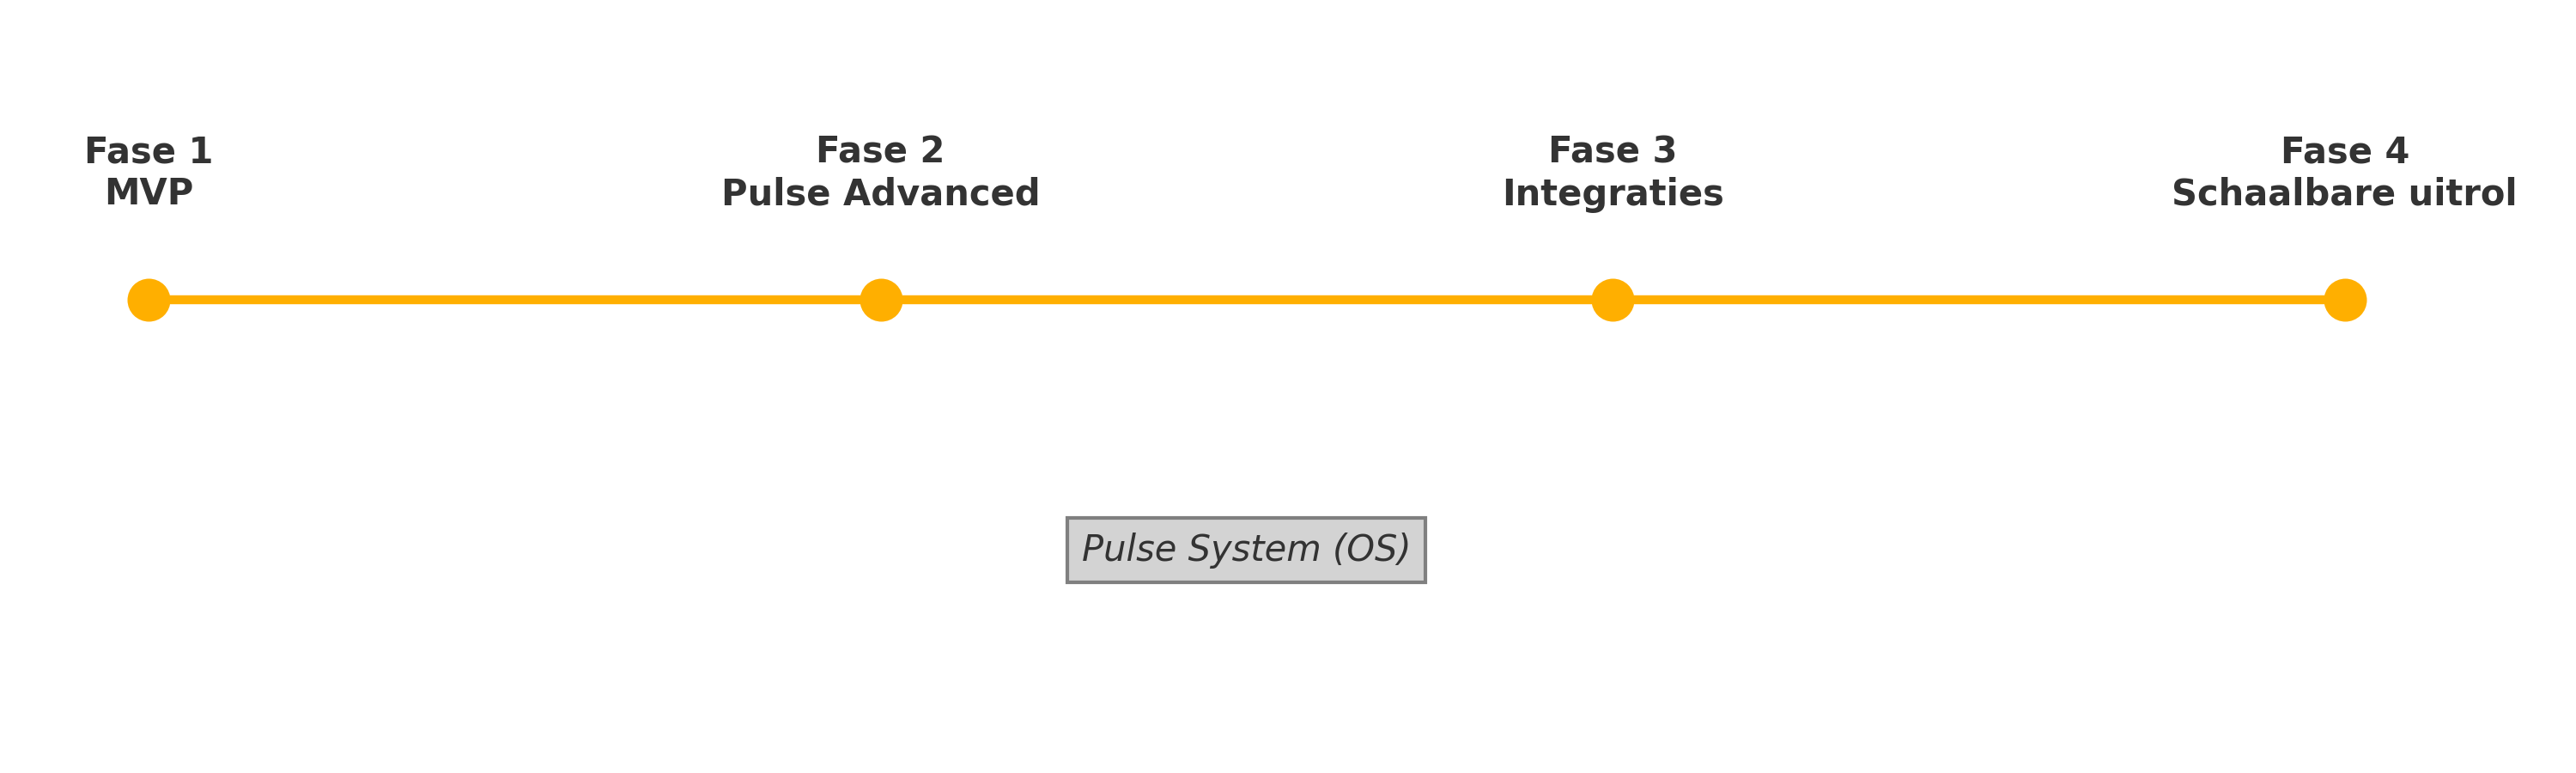 Fase 1
MVP
Fase 2
Pulse Advanced
Fase 3
Integraties
Fase 4
Schaalbare uitrol
Pulse System (OS)